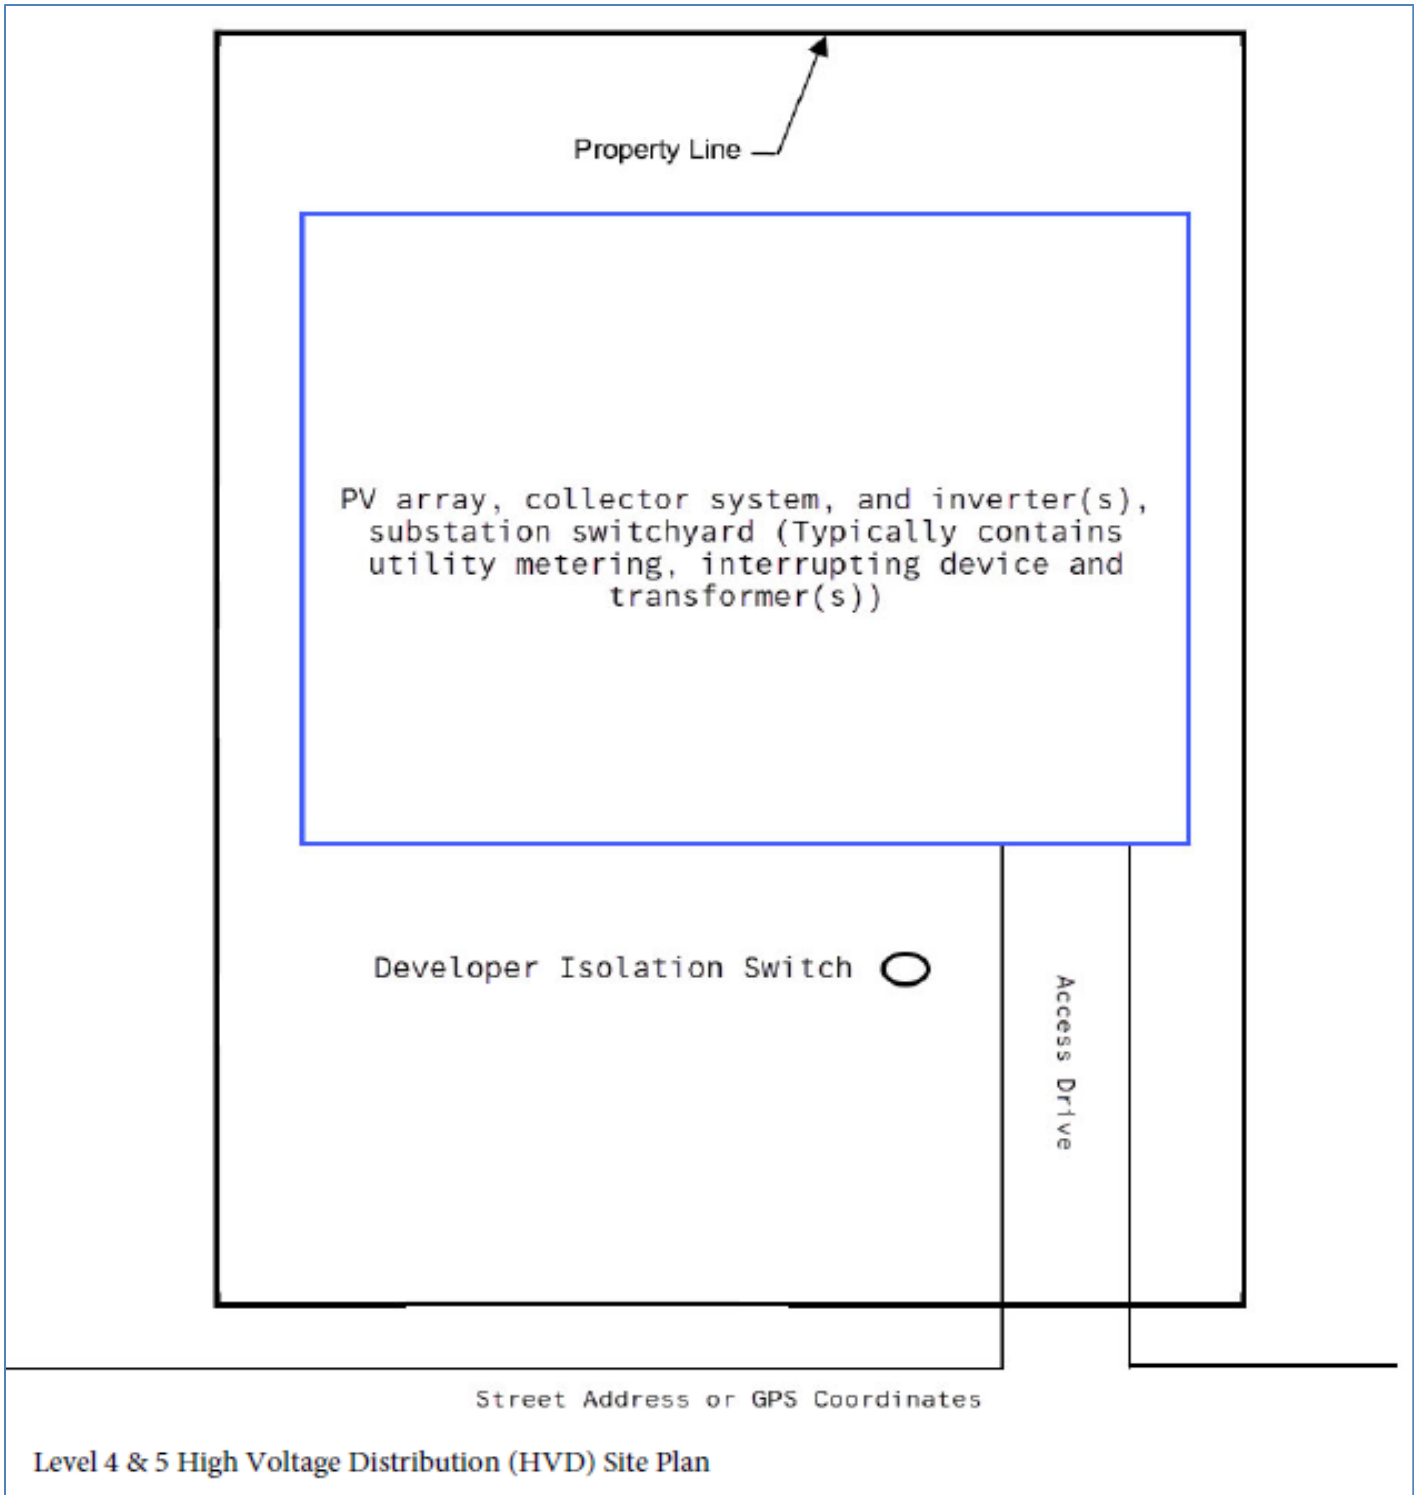 Property Line
PV array, collector system, and inverter(s),
substation switchyard (Typically contains
utility metering, interrupting device and
transformer(s))
Developer Isolation Switch
Access Drive
Street Address or GPS Coordinates
Level 4 & 5 High Voltage Distribution (HVD) Site Plan